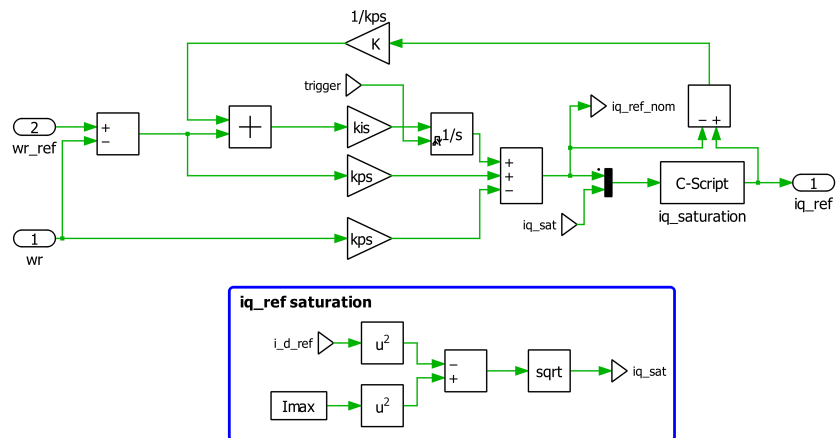 1/kps
K
trigger
iq_ref_nom
2
wr_ref
+
−
+
kis
1/s
− +
kps
+
+
−
C-Script
iq_saturation
1
iq_ref
iq_sat
1
wr
kps
iq_ref saturation
i_d_ref
u²
−
+
sqrt
iq_sat
Imax
u²